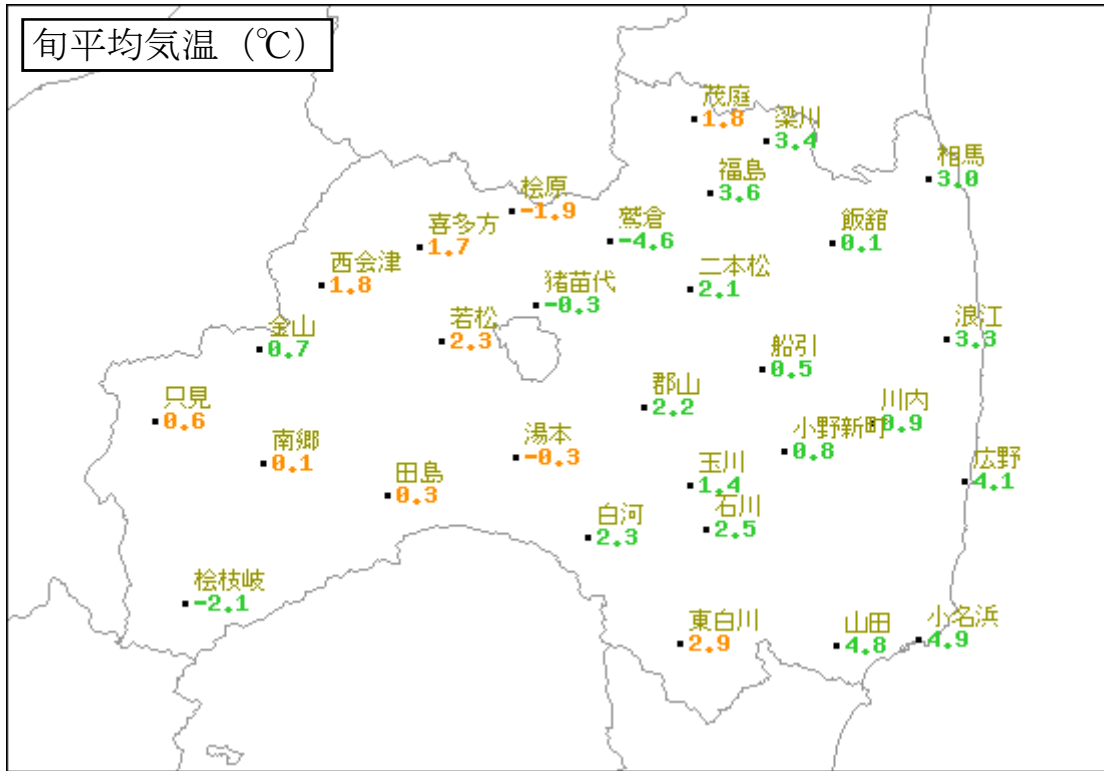 旬平均気温（℃）
茂庭
1.8
梁川
3.4
相馬
3.0
福島
3.6
桧原
-1.9
鷲倉
-4.6
飯舘
0.1
喜多方
1.7
西会津
1.8
猪苗代
-0.3
二本松
2.1
金山
0.7
若松
2.3
浪江
3.3
船引
0.5
郡山
2.2
只見
0.6
川内
0.9
小野新町
0.8
南郷
0.1
湯本
-0.3
玉川
1.4
広野
4.1
田島
0.3
石川
2.5
白河
2.3
桧枝岐
-2.1
東白川
2.9
山田
4.8
小名浜
4.9